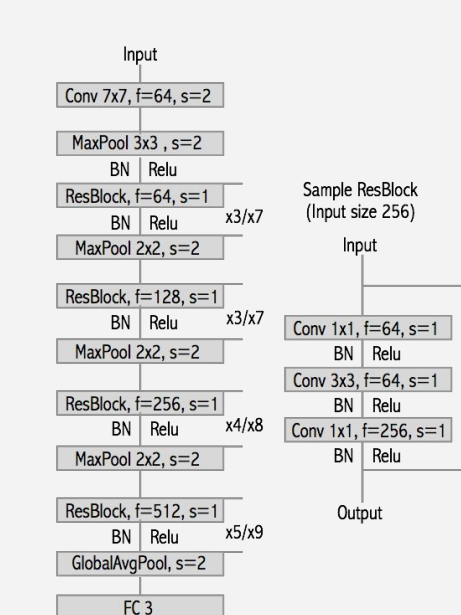 Input
Conv 7x7, f=64, s=2
MaxPool 3x3 , s=2
BN Relu
ResBlock, f=64, s=1
BN Relu
x3/x7
MaxPool 2x2, s=2
ResBlock, f=128, s=1
BN Relu
x3/x7
MaxPool 2x2, s=2
ResBlock, f=256, s=1
BN Relu
x4/x8
MaxPool 2x2, s=2
ResBlock, f=512, s=1
BN Relu
x5/x9
GlobalAvgPool, s=2
FC 3
Sample ResBlock
(Input size 256)
Input
Conv 1x1, f=64, s=1
BN Relu
Conv 3x3, f=64, s=1
BN Relu
Conv 1x1, f=256, s=1
BN Relu
Output